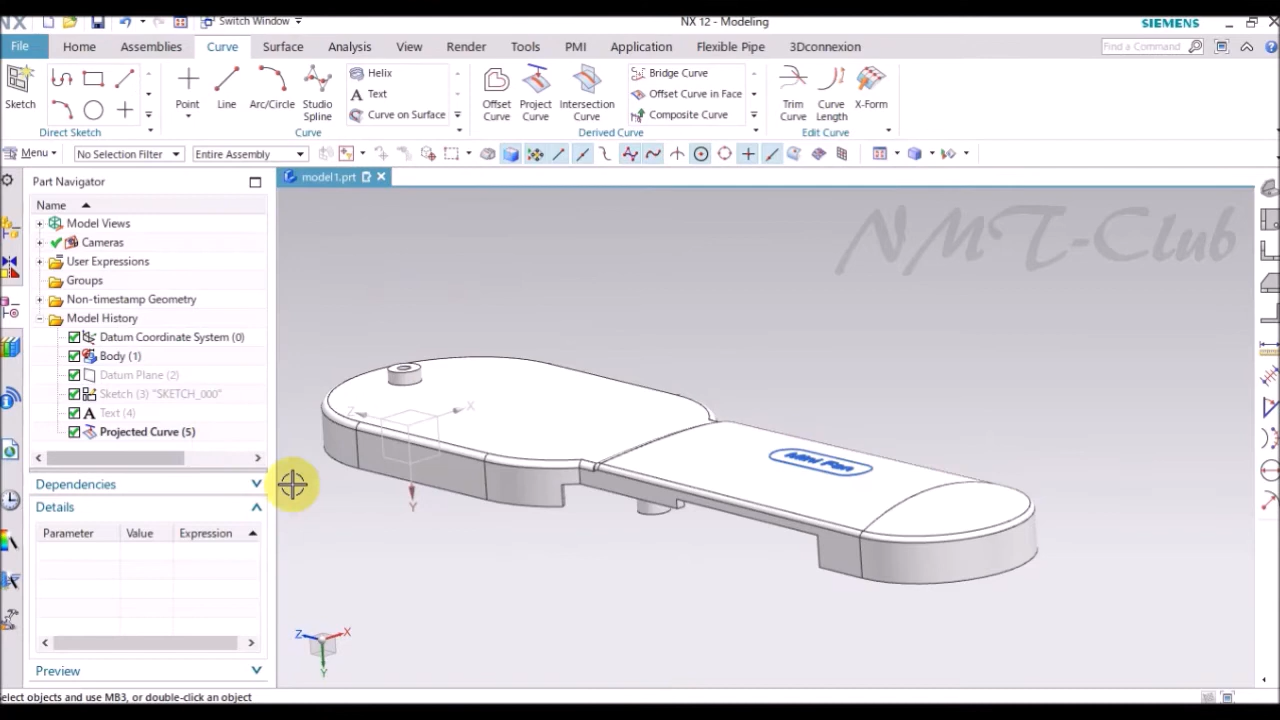 NX
Switch Window
NX 12 - Modeling
SIEMENS
File
Home
Assemblies
Curve
Surface
Analysis
View
Render
Tools
PMI
Application
Flexible Pipe
3Dconnexion
Find a Command
Sketch
Point
Line
Arc/Circle
Studio
Spline
Helix
Text
Curve on Surface
Offset
Curve
Project
Curve
Intersection
Curve
Bridge Curve
Offset Curve in Face
Composite Curve
Trim
Curve
Curve
Length
X-Form
Direct Sketch
Curve
Derived Curve
Edit Curve
Menu
No Selection Filter
Entire Assembly
Part Navigator
model1.prt
Name
Model Views
Cameras
User Expressions
Groups
Non-timestamp Geometry
Model History
Datum Coordinate System (0)
Body (1)
Datum Plane (2)
Sketch (3) "SKETCH_000"
Text (4)
Projected Curve (5)
Dependencies
Details
Parameter Value Expression
Preview
NMT-Club
Z X
Y
Mini Fan
Z X
Y
elect objects and use MB3, or double-click an object